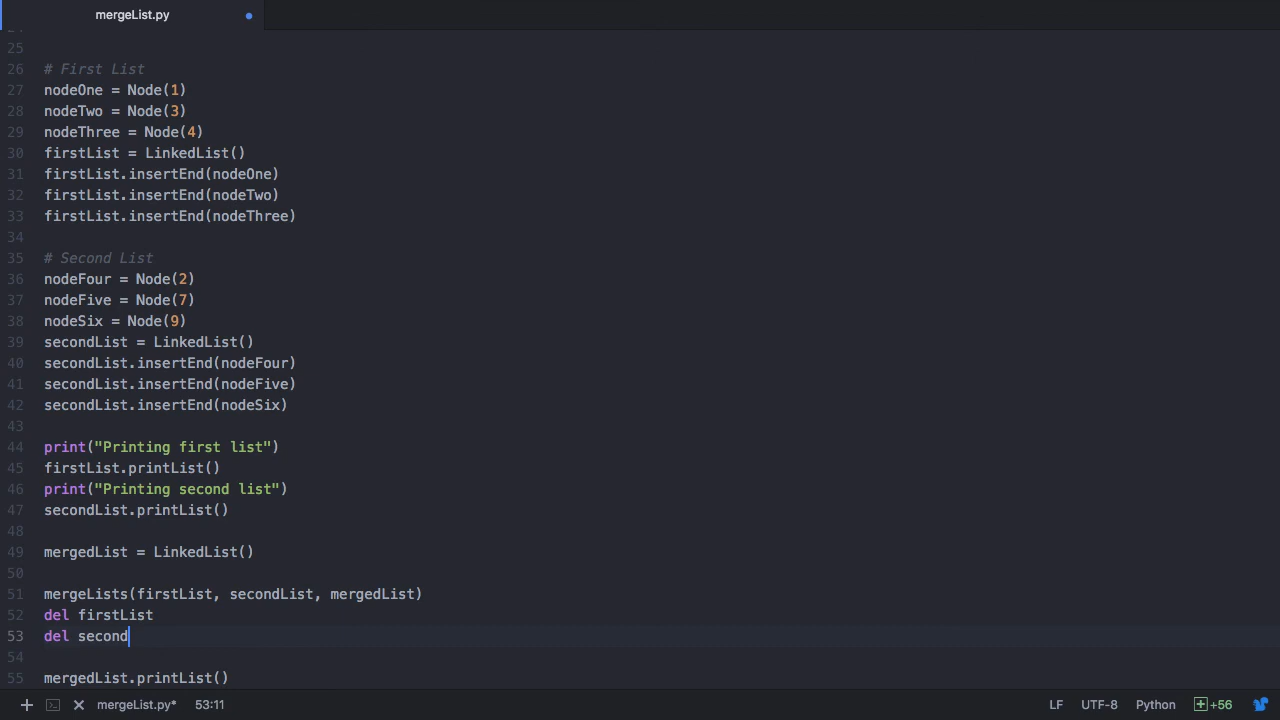 mergeList.py
25
26 # First List
27 nodeOne = Node(1)
28 nodeTwo = Node(3)
29 nodeThree = Node(4)
30 firstList = LinkedList()
31 firstList.insertEnd(nodeOne)
32 firstList.insertEnd(nodeTwo)
33 firstList.insertEnd(nodeThree)
34
35 # Second List
36 nodeFour = Node(2)
37 nodeFive = Node(7)
38 nodeSix = Node(9)
39 secondList = LinkedList()
40 secondList.insertEnd(nodeFour)
41 secondList.insertEnd(nodeFive)
42 secondList.insertEnd(nodeSix)
43
44 print("Printing first list")
45 firstList.printList()
46 print("Printing second list")
47 secondList.printList()
48
49 mergedList = LinkedList()
50
51 mergeLists(firstList, secondList, mergedList)
52 del firstList
53 del second
54
55 mergedList.printList()
mergeList.py* 53:11 LF UTF-8 Python +56